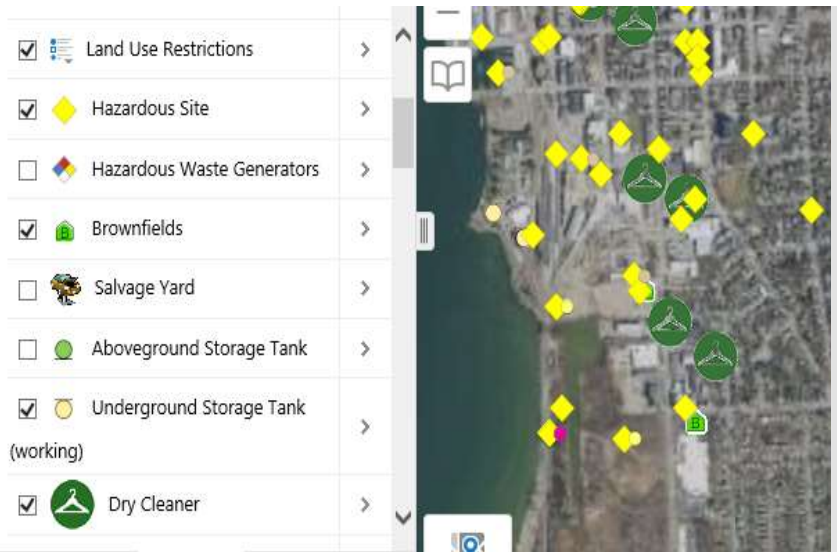 Land Use Restrictions
Hazardous Site
Hazardous Waste Generators
Brownfields
B
Salvage Yard
Aboveground Storage Tank
Underground Storage Tank
(working)
Dry Cleaner
B